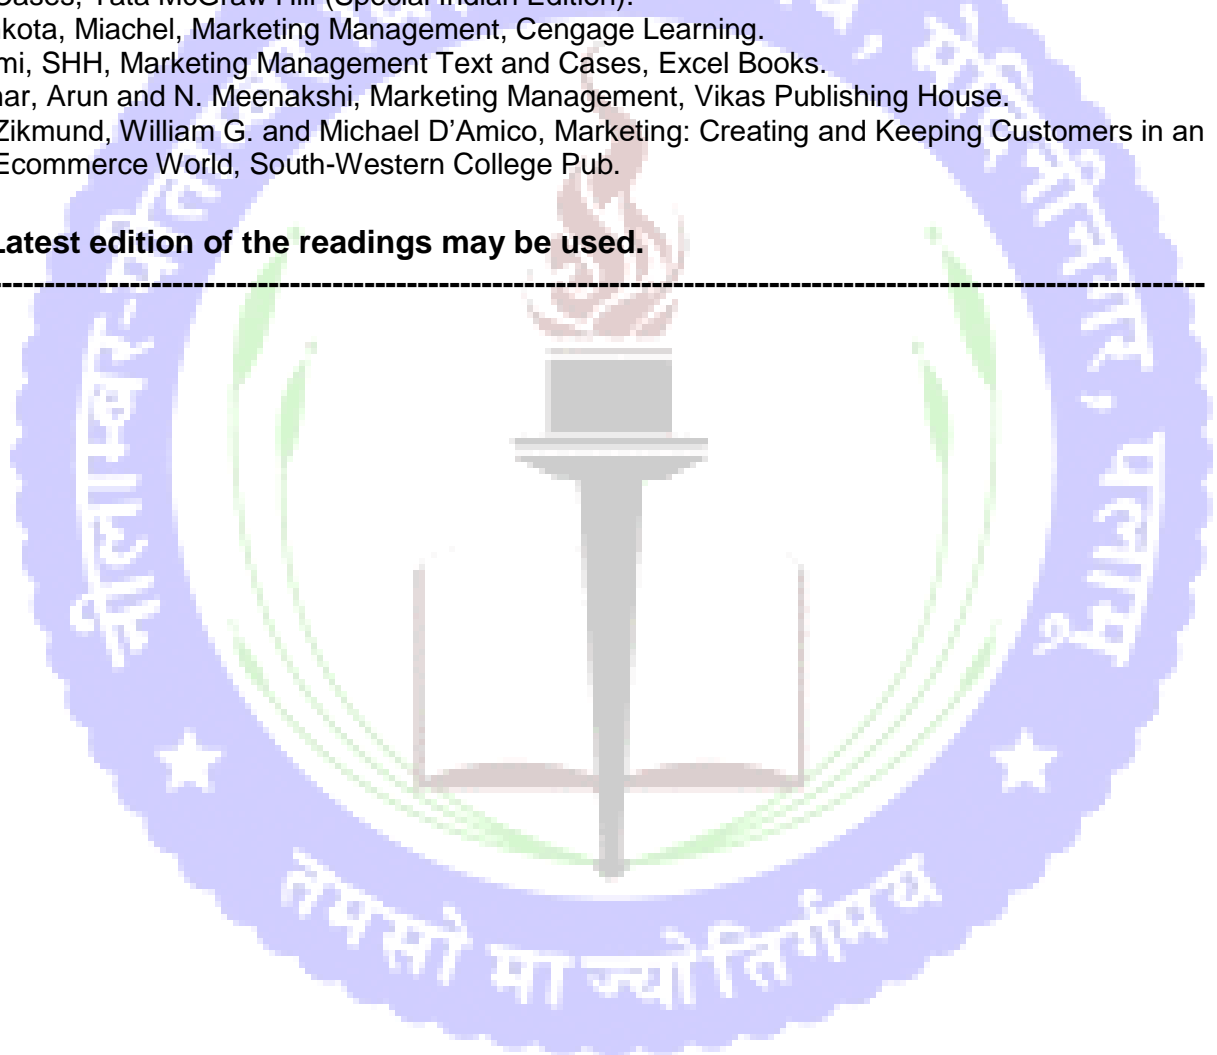 Cases, Tata McGraw Hill (Special Indian Edition).
kota, Miachel, Marketing Management, Cengage Learning.
mi, SHH, Marketing Management Text and Cases, Excel Books.
ar, Arun and N. Meenakshi, Marketing Management, Vikas Publishing House.
Zikmund, William G. and Michael D’Amico, Marketing: Creating and Keeping Customers in an
Ecommerce World, South-Western College Pub.
Latest edition of the readings may be used.
तमसो मा ज्योतिर्गमय